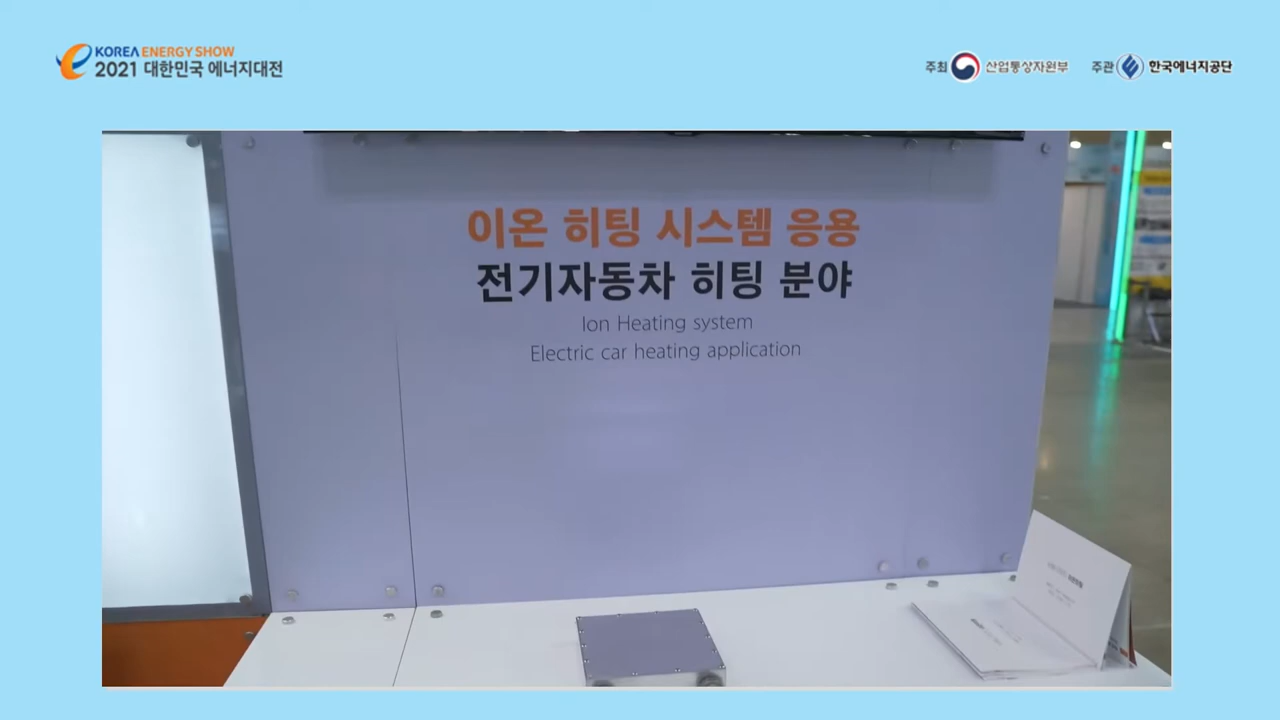 KOREA ENERGY SHOW
2021 대한민국 에너지대전
주최 산업통상자원부 주관 한국에너지공단
이온 히팅 시스템 응용
전기자동차 히팅 분야
Ion Heating system
Electric car heating application